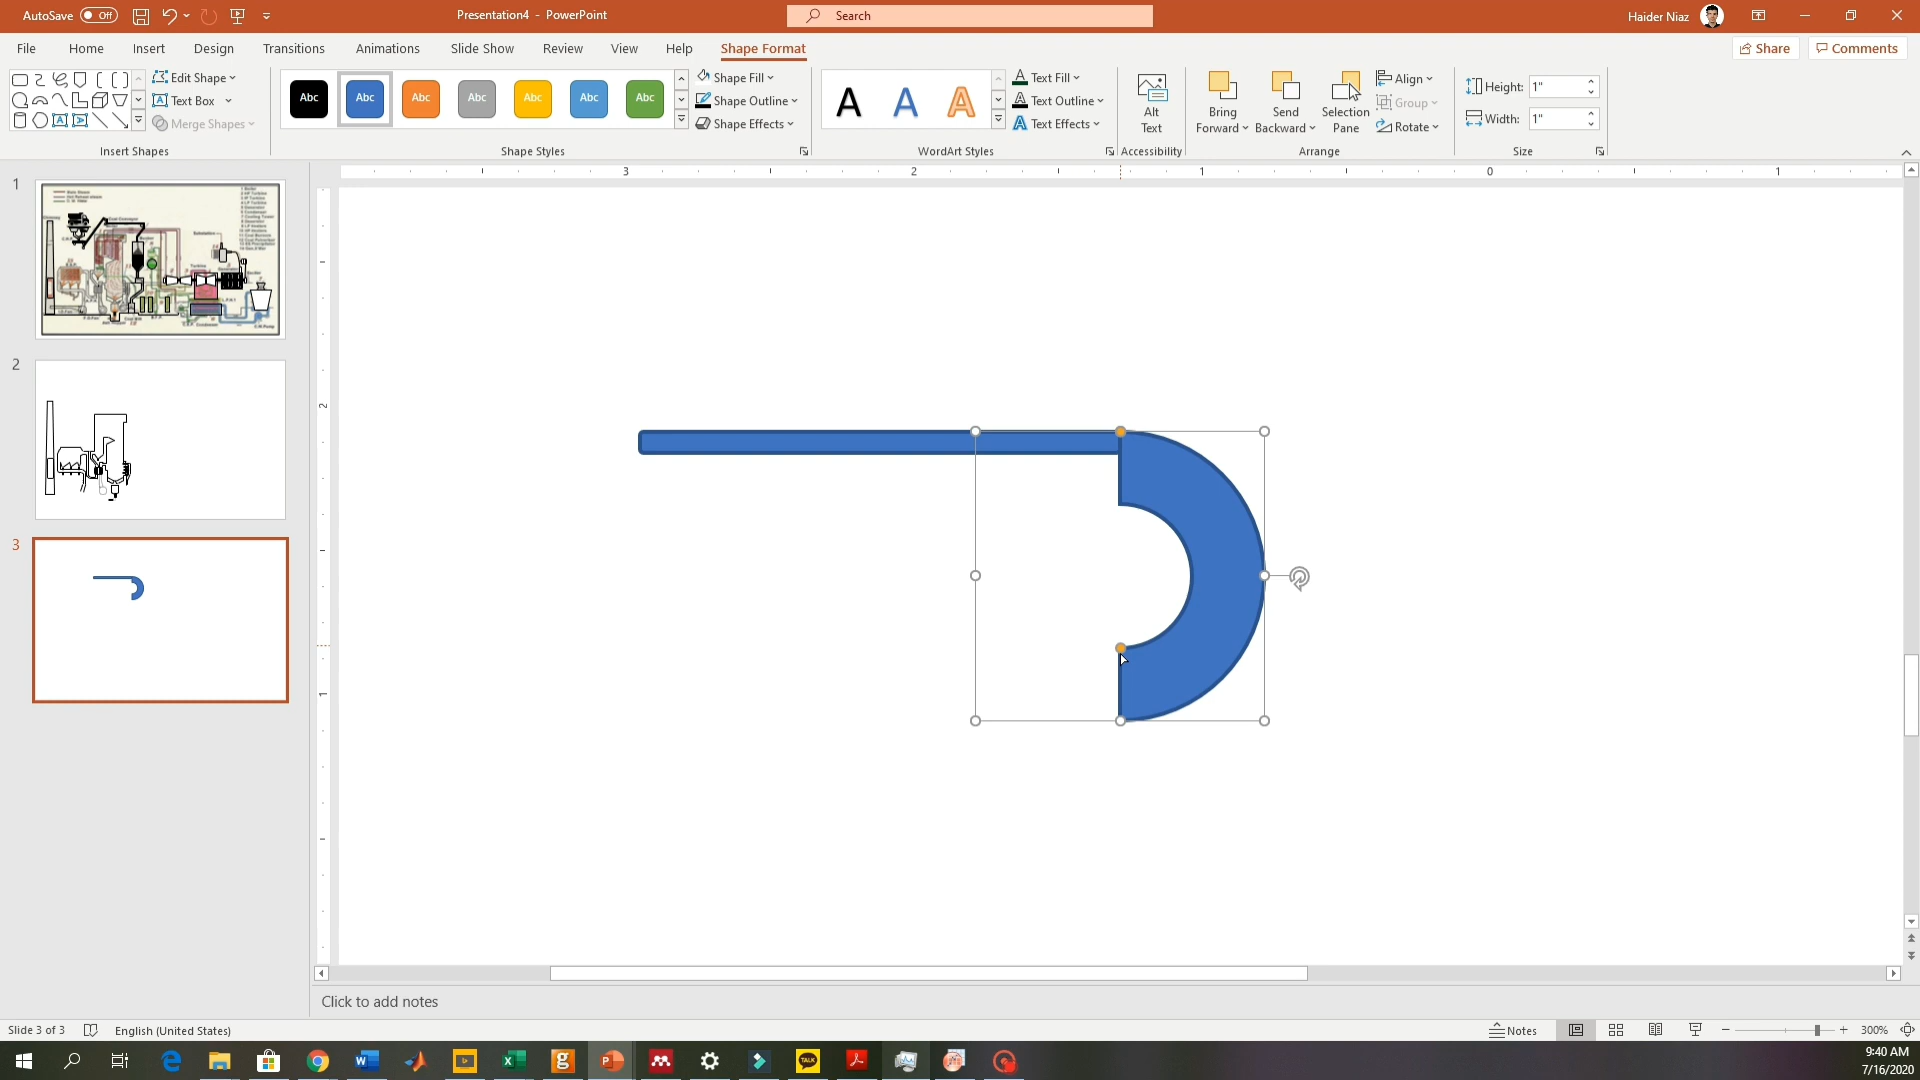 AutoSave Off
Presentation4 - PowerPoint
Search
Haider Niaz
File Home Insert Design Transitions Animations Slide Show Review View Help Shape Format
Share Comments
Edit Shape
Text Box
Merge Shapes
Insert Shapes
Abc Abc Abc Abc Abc Abc Abc
Shape Fill
Shape Outline
Shape Effects
Shape Styles
A A A
Text Fill
Text Outline
Text Effects
WordArt Styles
Alt
Text
Accessibility
Bring
Forward
Send
Backward
Selection
Pane
Align
Group
Rotate
Arrange
Height: 1"
Width: 1"
Size
3 2 1 0 1
2
1
1
2
3
Click to add notes
Slide 3 of 3 English (United States)
Notes
300%
9:40 AM
7/16/2020